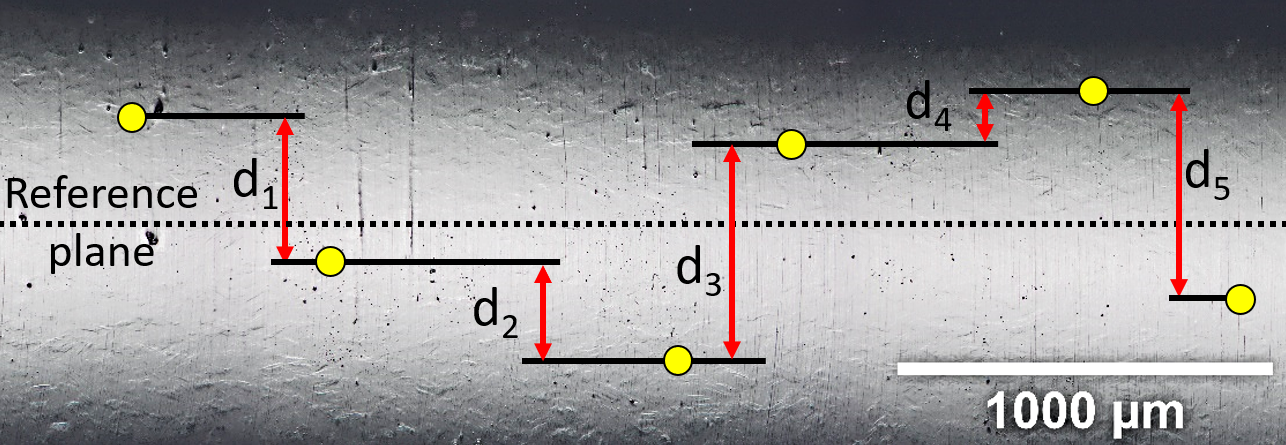 d₄
d₅
Reference
d₁
plane
d₃
d₂
1000 µm